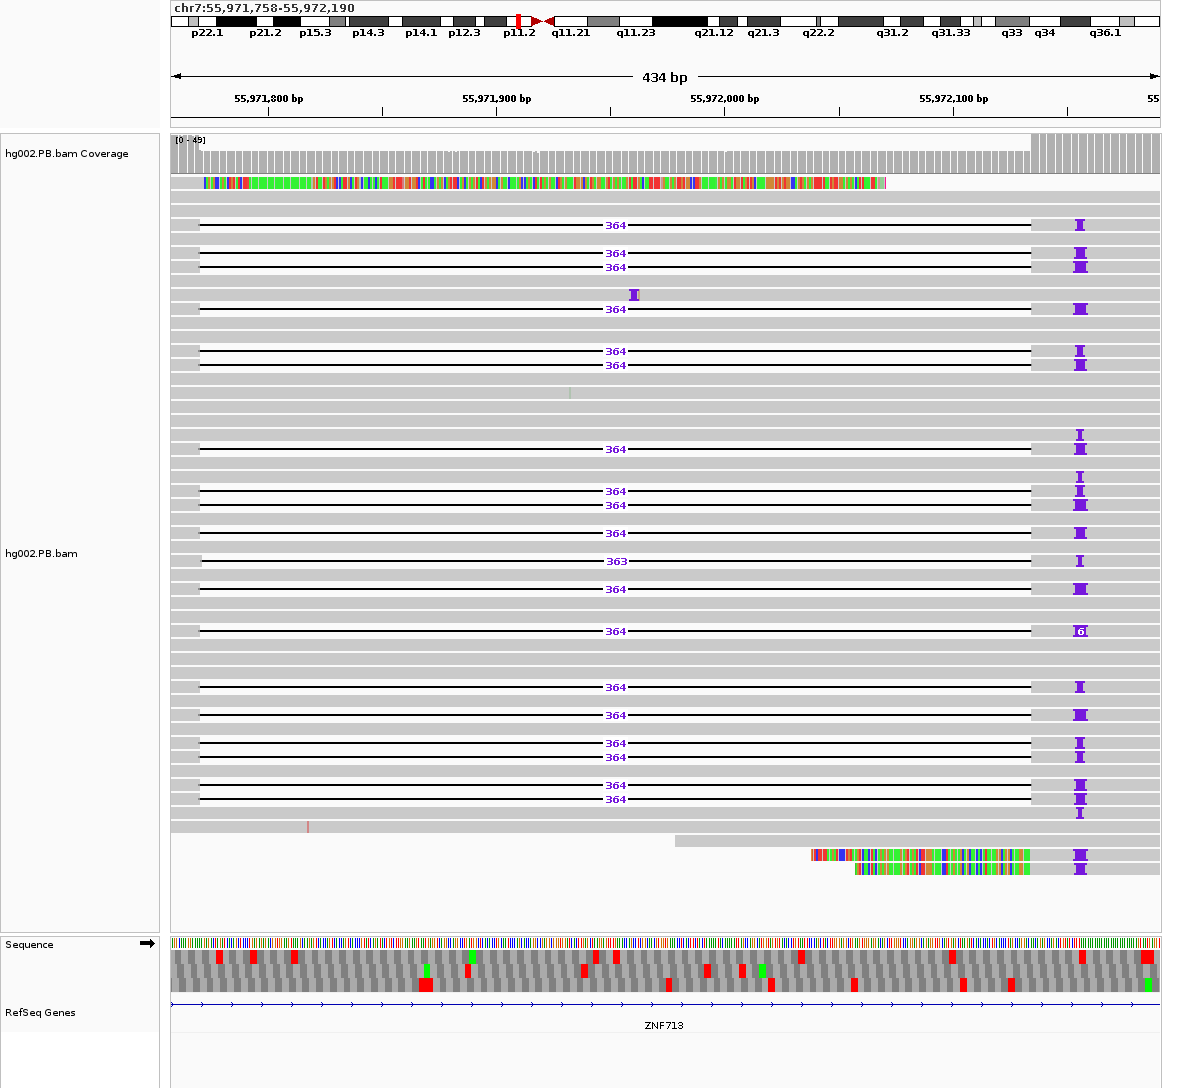 chr7:55,971,758-55,972,190
p22.1 p21.2 p15.3 p14.3 p14.1 p12.3 p11.2 q11.21 q11.23 q21.12 q21.3 q22.2 q31.2 q31.33 q33 q34 q36.1
434 bp
55,971,800 bp 55,971,900 bp 55,972,000 bp 55,972,100 bp 55
[0 - 49]
hg002.PB.bam Coverage
364
364
364
364
364
364
364
364
364
364
363
364
6
364
364
364
364
364
364
364
hg002.PB.bam
Sequence
RefSeq Genes
ZNF713